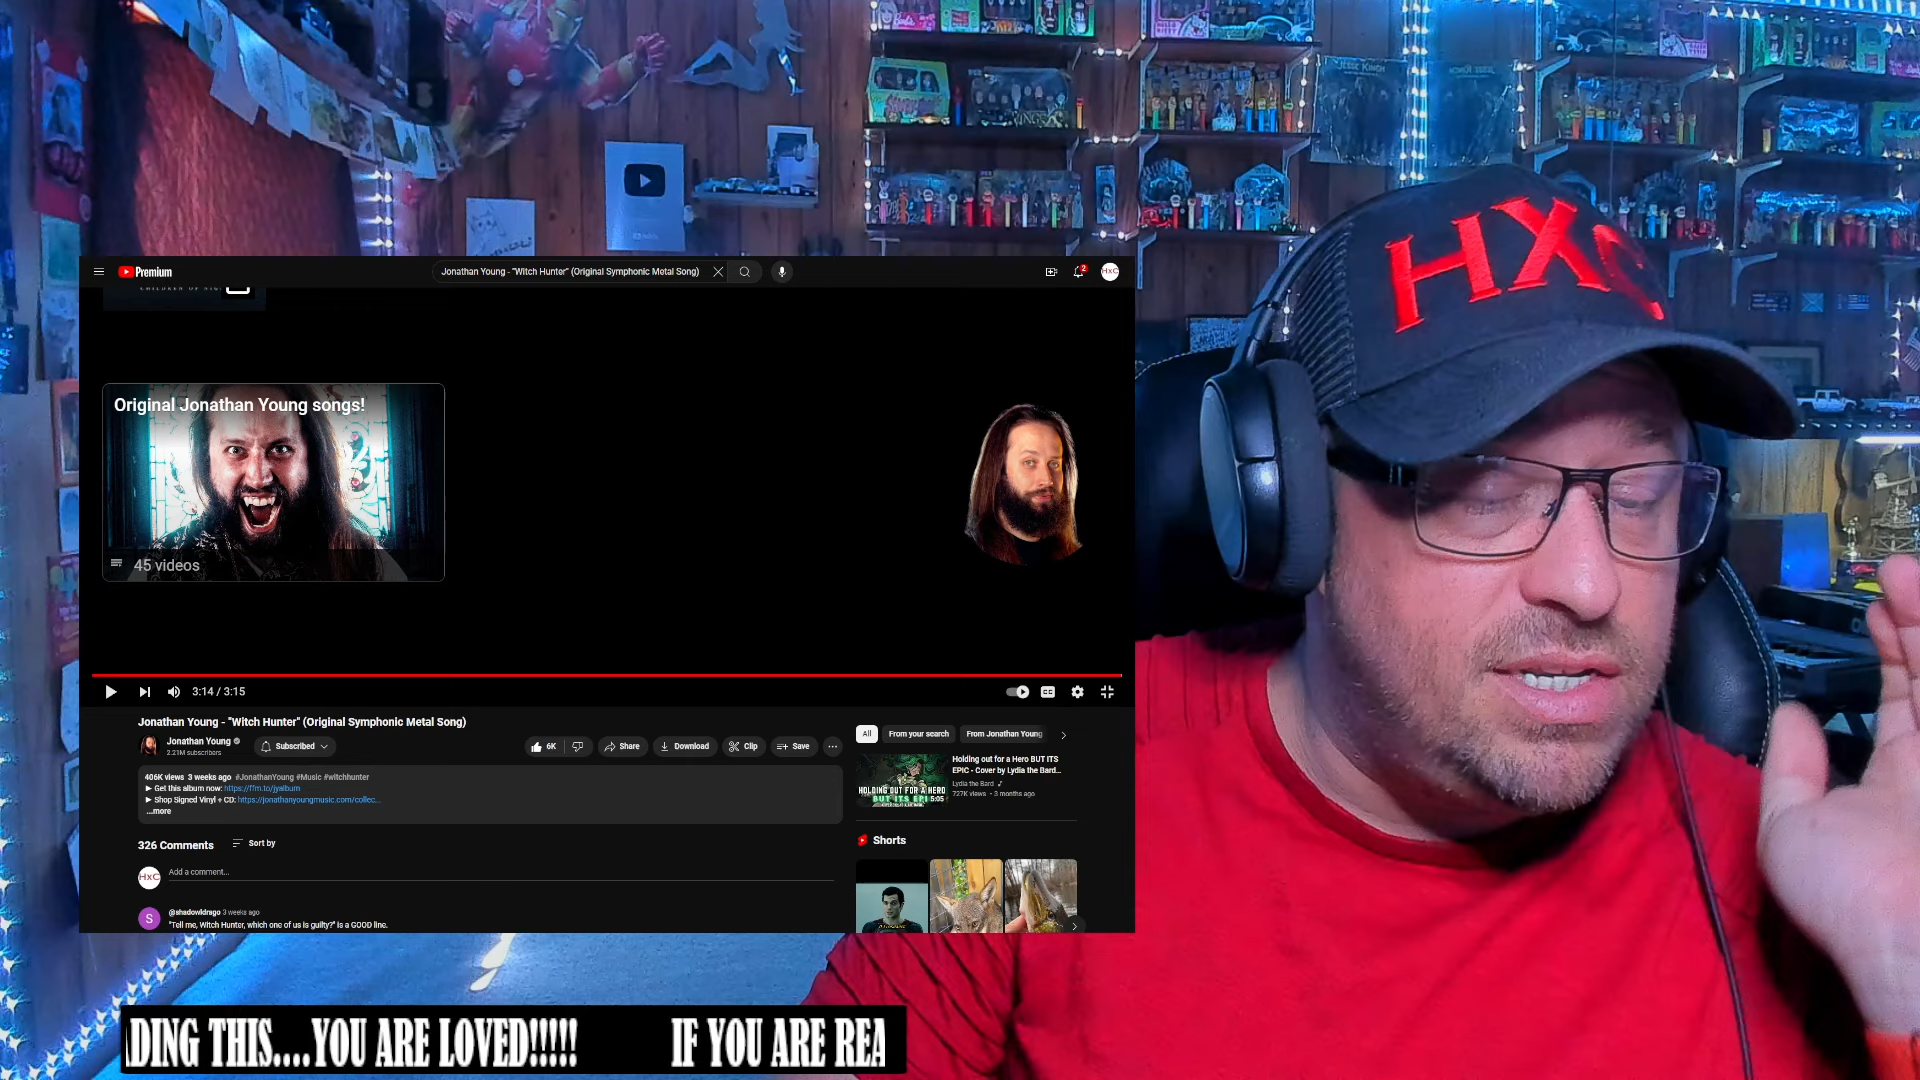 Premium
Jonathan Young - "Witch Hunter" (Original Symphonic Metal Song)
2
HxC
HXC
Original Jonathan Young songs!
45 videos
3:14 / 3:15
CC
Jonathan Young - "Witch Hunter" (Original Symphonic Metal Song)
Jonathan Young
2.21M subscribers
Subscribed
6K
Share
Download
Clip
Save
406K views 3 weeks ago #JonathanYoung #Music #witchhunter
▶ Get this album now: https://ffm.to/jyalbum
▶ Shop Signed Vinyl + CD: https://jonathanyoungmusic.com/collec...
...more
326 Comments
Sort by
HxC
Add a comment...
S
@shadowldrago 3 weeks ago
"Tell me, Witch Hunter, which one of us is guilty?" is a GOOD line.
All
From your search
From Jonathan Young
HOLDING OUT FOR A HERO
BUT ITS EPIC
5:05
Holding out for a Hero BUT ITS
EPIC - Cover by Lydia the Bard...
Lydia the Bard
727K views • 3 months ago
Shorts
DING THIS....YOU ARE LOVED!!!!! IF YOU ARE REA